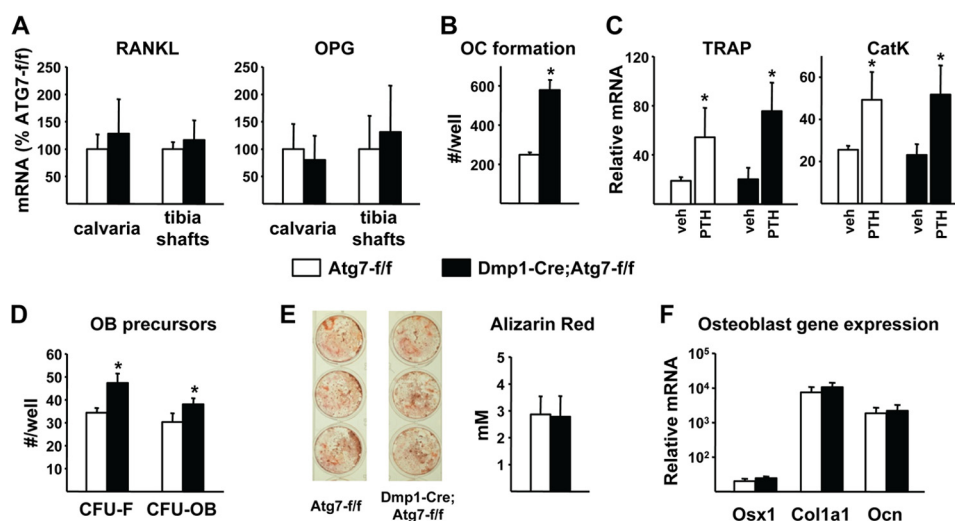 A
RANKL
OPG
mRNA (% ATG7-f/f)
250
200
150
100
50
250
200
150
100
50
calvaria
tibia
shafts
calvaria
tibia
shafts
B
OC formation
#/well
600
400
200
*
C
TRAP
CatK
Relative mRNA
120
80
40
*
*
60
40
20
*
*
veh
PTH
veh
PTH
veh
PTH
veh
PTH
Atg7-f/f
Dmp1-Cre;Atg7-f/f
D
OB precursors
#/well
60
50
40
30
20
10
*
*
CFU-F
CFU-OB
E
Alizarin Red
mM
5
4
3
2
1
Atg7-f/f
Dmp1-Cre;
Atg7-f/f
F
Osteoblast gene expression
Relative mRNA
10⁵
10⁴
10³
10²
Osx1
Col1a1
Ocn